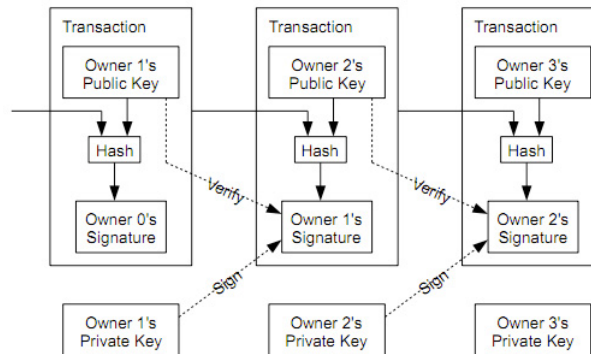 Transaction
Transaction
Transaction
Owner 1's
Public Key
Owner 2's
Public Key
Owner 3's
Public Key
Hash
Hash
Hash
Verify
Verify
Owner 0's
Signature
Owner 1's
Signature
Owner 2's
Signature
Sign
Sign
Owner 1's
Private Key
Owner 2's
Private Key
Owner 3's
Private Key